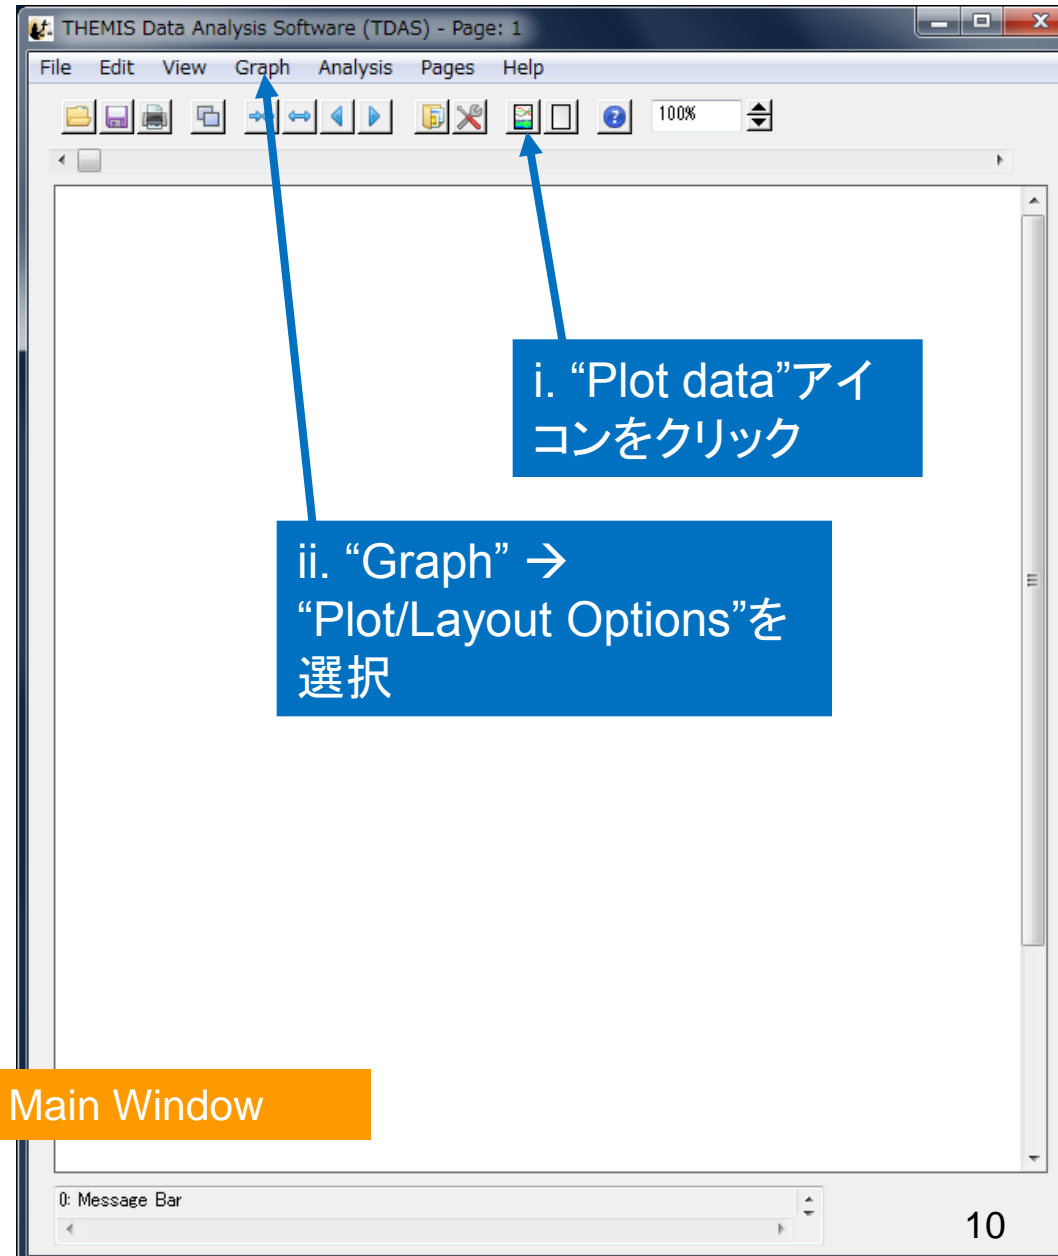 THEMIS Data Analysis Software (TDAS) - Page: 1
File Edit View Graph Analysis Pages Help
100%
i. “Plot data”アイ
コンをクリック
ii. “Graph” →
“Plot/Layout Options”を
選択
Main Window
0: Message Bar
10